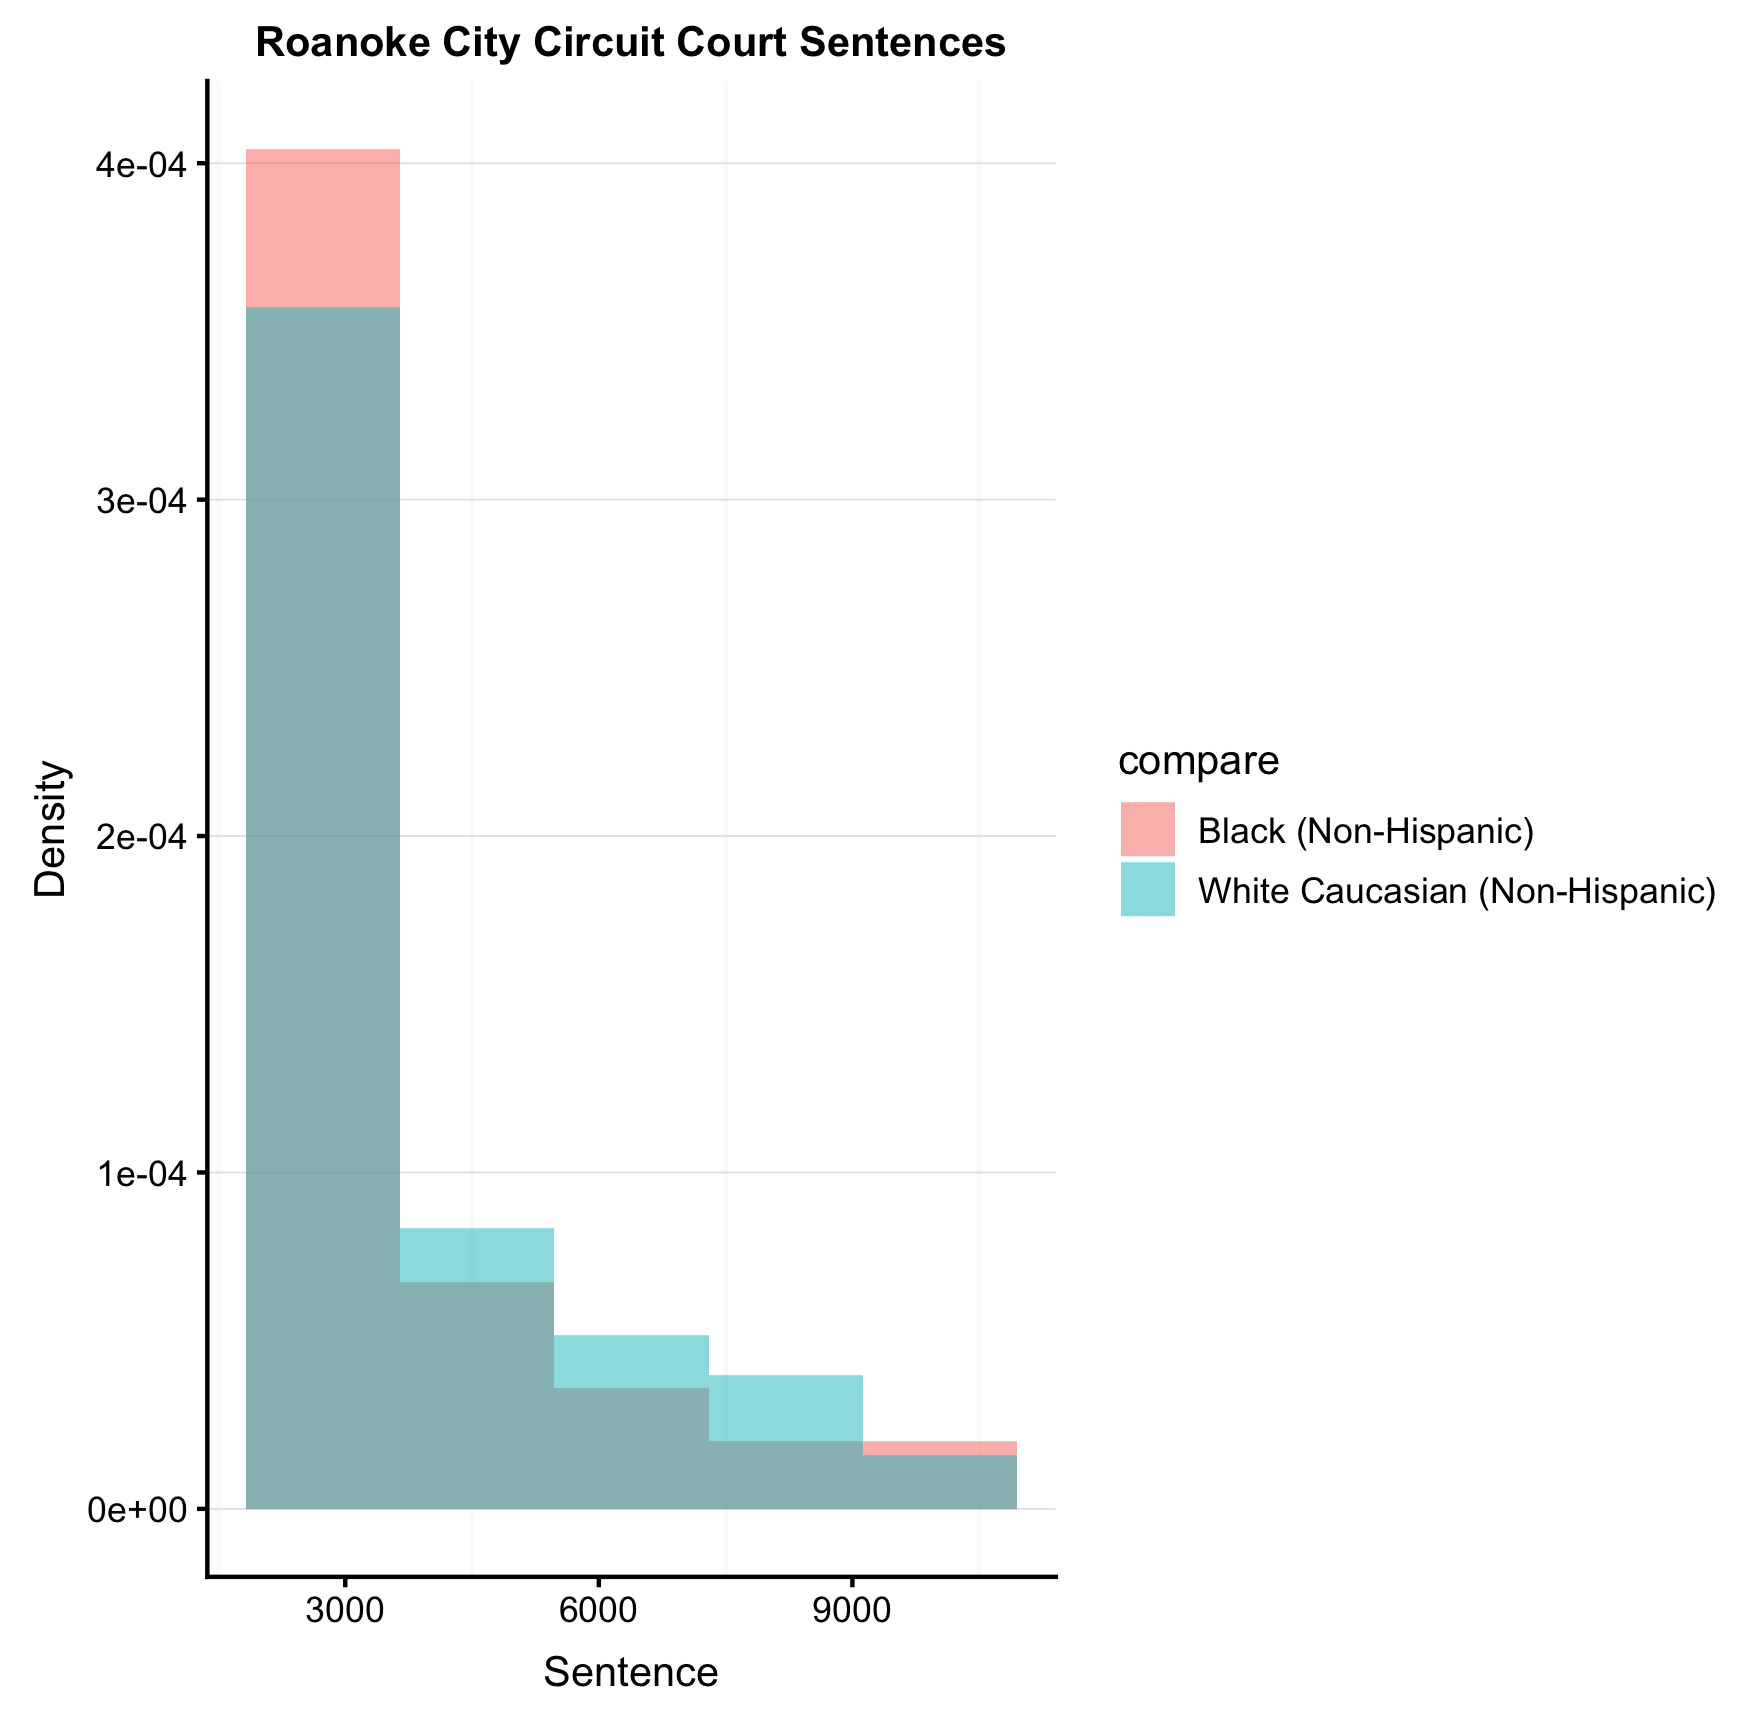 Roanoke City Circuit Court Sentences
4e-04
3e-04
2e-04
1e-04
0e+00
Density
3000 6000 9000
Sentence
compare
Black (Non-Hispanic)
White Caucasian (Non-Hispanic)